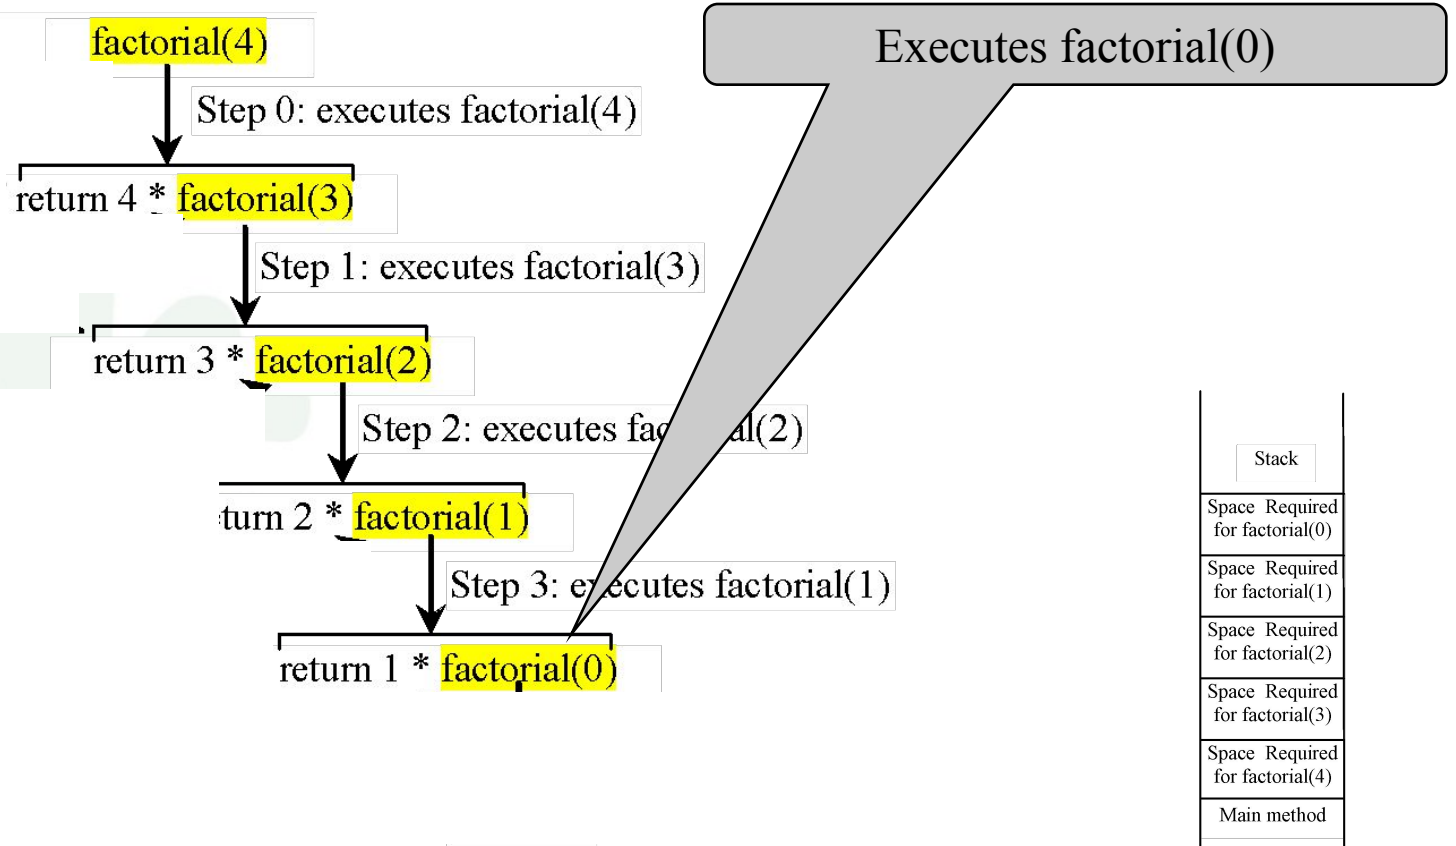 factorial(4)
Executes factorial(0)
Step 0: executes factorial(4)
return 4 * factorial(3)
Step 1: executes factorial(3)
return 3 * factorial(2)
Step 2: executes fac al(2)
turn 2 * factorial(1)
Step 3: executes factorial(1)
return 1 * factorial(0)
Stack
Space Required
for factorial(0)
Space Required
for factorial(1)
Space Required
for factorial(2)
Space Required
for factorial(3)
Space Required
for factorial(4)
Main method